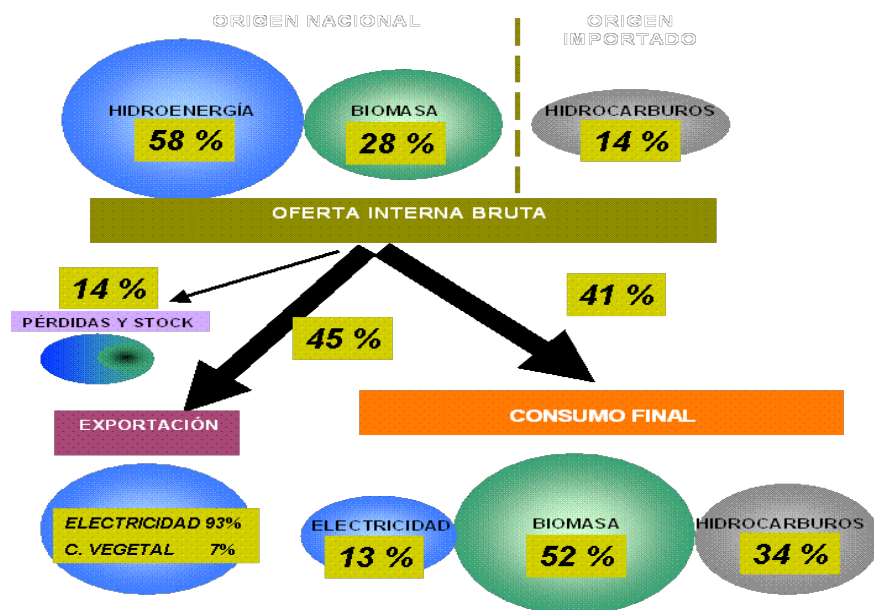 ORIGEN NACIONAL
ORIGEN
IMPORTADO
HIDROENERGÍA
58 %
BIOMASA
28 %
HIDROCARBUROS
14 %
OFERTA INTERNA BRUTA
14 %
PÉRDIDAS Y STOCK
45 %
41 %
EXPORTACIÓN
CONSUMO FINAL
ELECTRICIDAD 93%
C. VEGETAL 7%
ELECTRICIDAD
13 %
BIOMASA
52 %
HIDROCARBUROS
34 %